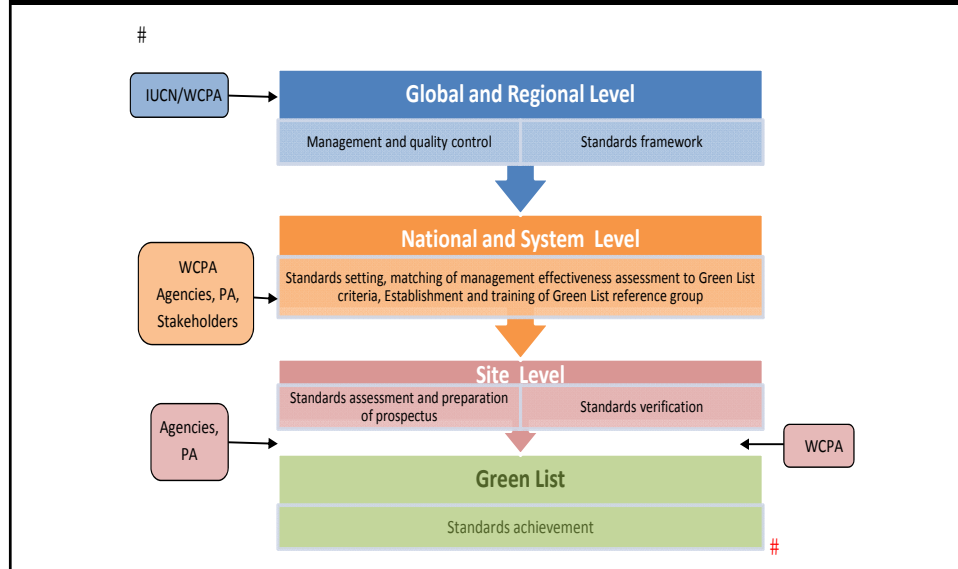 #
IUCN/WCPA
Global and Regional Level
Management and quality control
Standards framework
National and System Level
WCPA
Agencies, PA,
Stakeholders
Standards setting, matching of management effectiveness assessment to Green List
criteria, Establishment and training of Green List reference group
Site Level
Standards assessment and preparation
of prospectus
Standards verification
Agencies,
PA
WCPA
Green List
Standards achievement
#